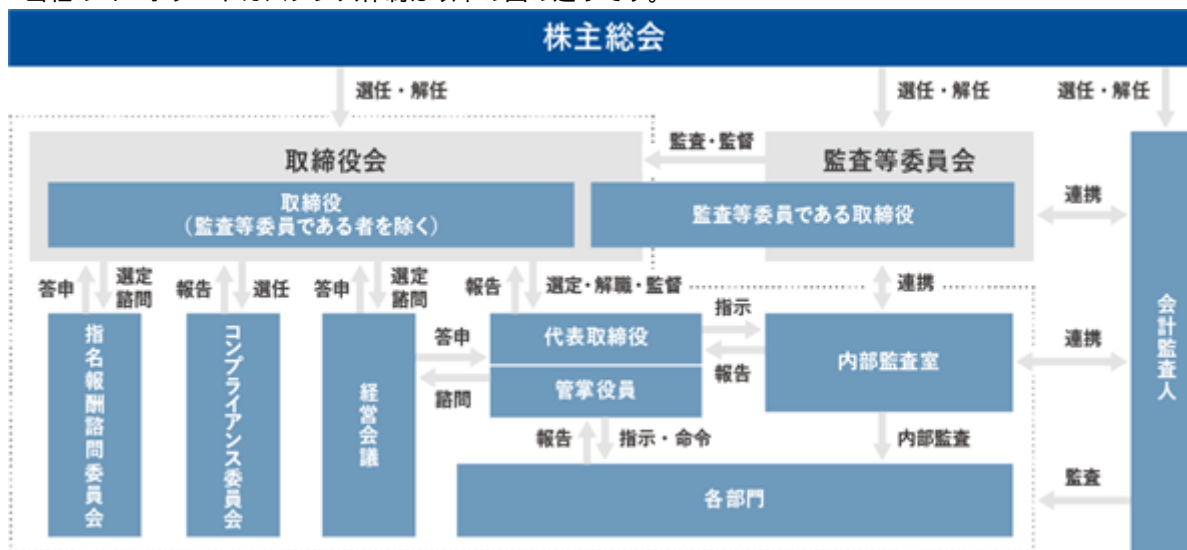 株主総会
選任・解任
選任・解任
選任・解任
取締役会
監査・監督
監査等委員会
取締役
（監査等委員である者を除く）
監査等委員である取締役
連携
答申
選定
諮問
報告
選任
答申
選定
諮問
報告
選定・解職・監督
連携
指名報酬諮問委員会
コンプライアンス委員会
経営会議
答申
諮問
代表取締役
管掌役員
指示
報告
内部監査室
連携
会計監査人
報告
指示・命令
内部監査
各部門
監査